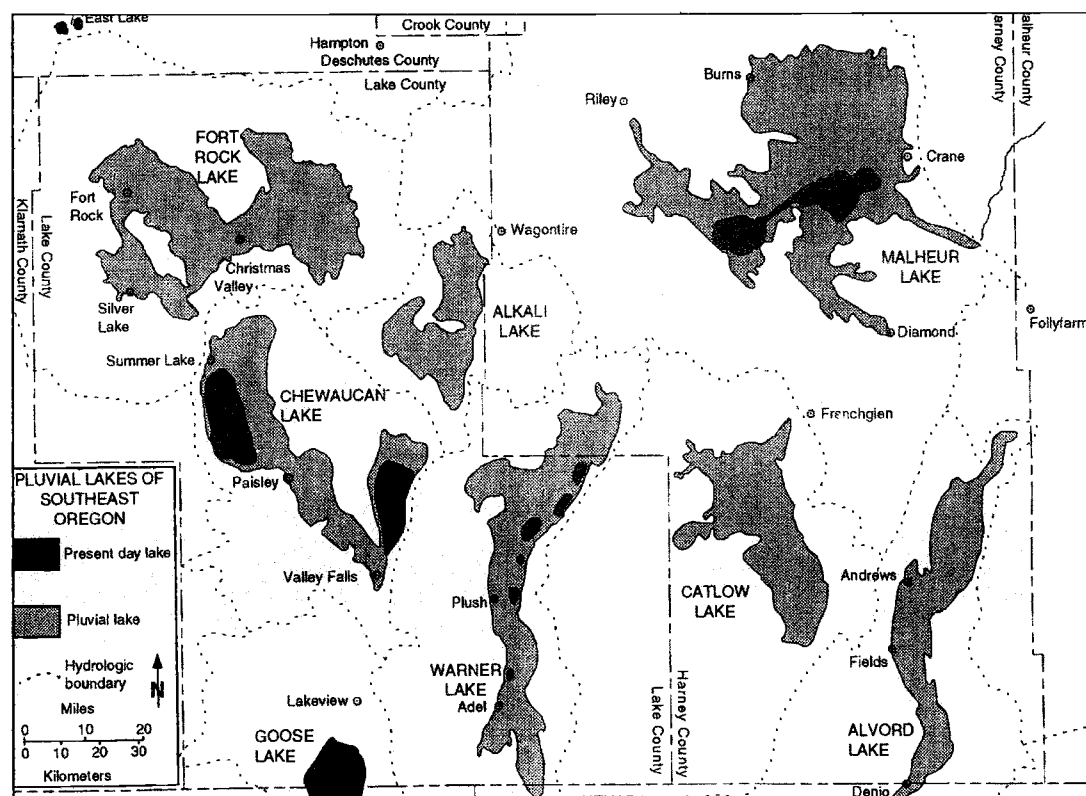 East Lake
Crook County
Hampton
Deschutes County
Lake County
Malheur County
Harney County
Burns
Riley
Crane
FORT
ROCK
LAKE
Fort
Rock
Klamath County
Lake County
Christmas
Valley
Silver
Lake
Wagontire
MALHEUR
LAKE
ALKALI
LAKE
Diamond
Follyfarm
Summer Lake
CHEWAUCAN
LAKE
Frenchglen
Paisley
Valley Falls
Plush
CATLOW
LAKE
Andrews
Fields
WARNER
LAKE
Adel
Lake County
Harney County
Lakeview
GOOSE
LAKE
ALVORD
LAKE
Denio
PLUVIAL LAKES OF
SOUTHEAST
OREGON
Present day lake
Pluvial lake
Hydrologic
boundary
N
Miles
0 10 20
0 10 20 30
Kilometers